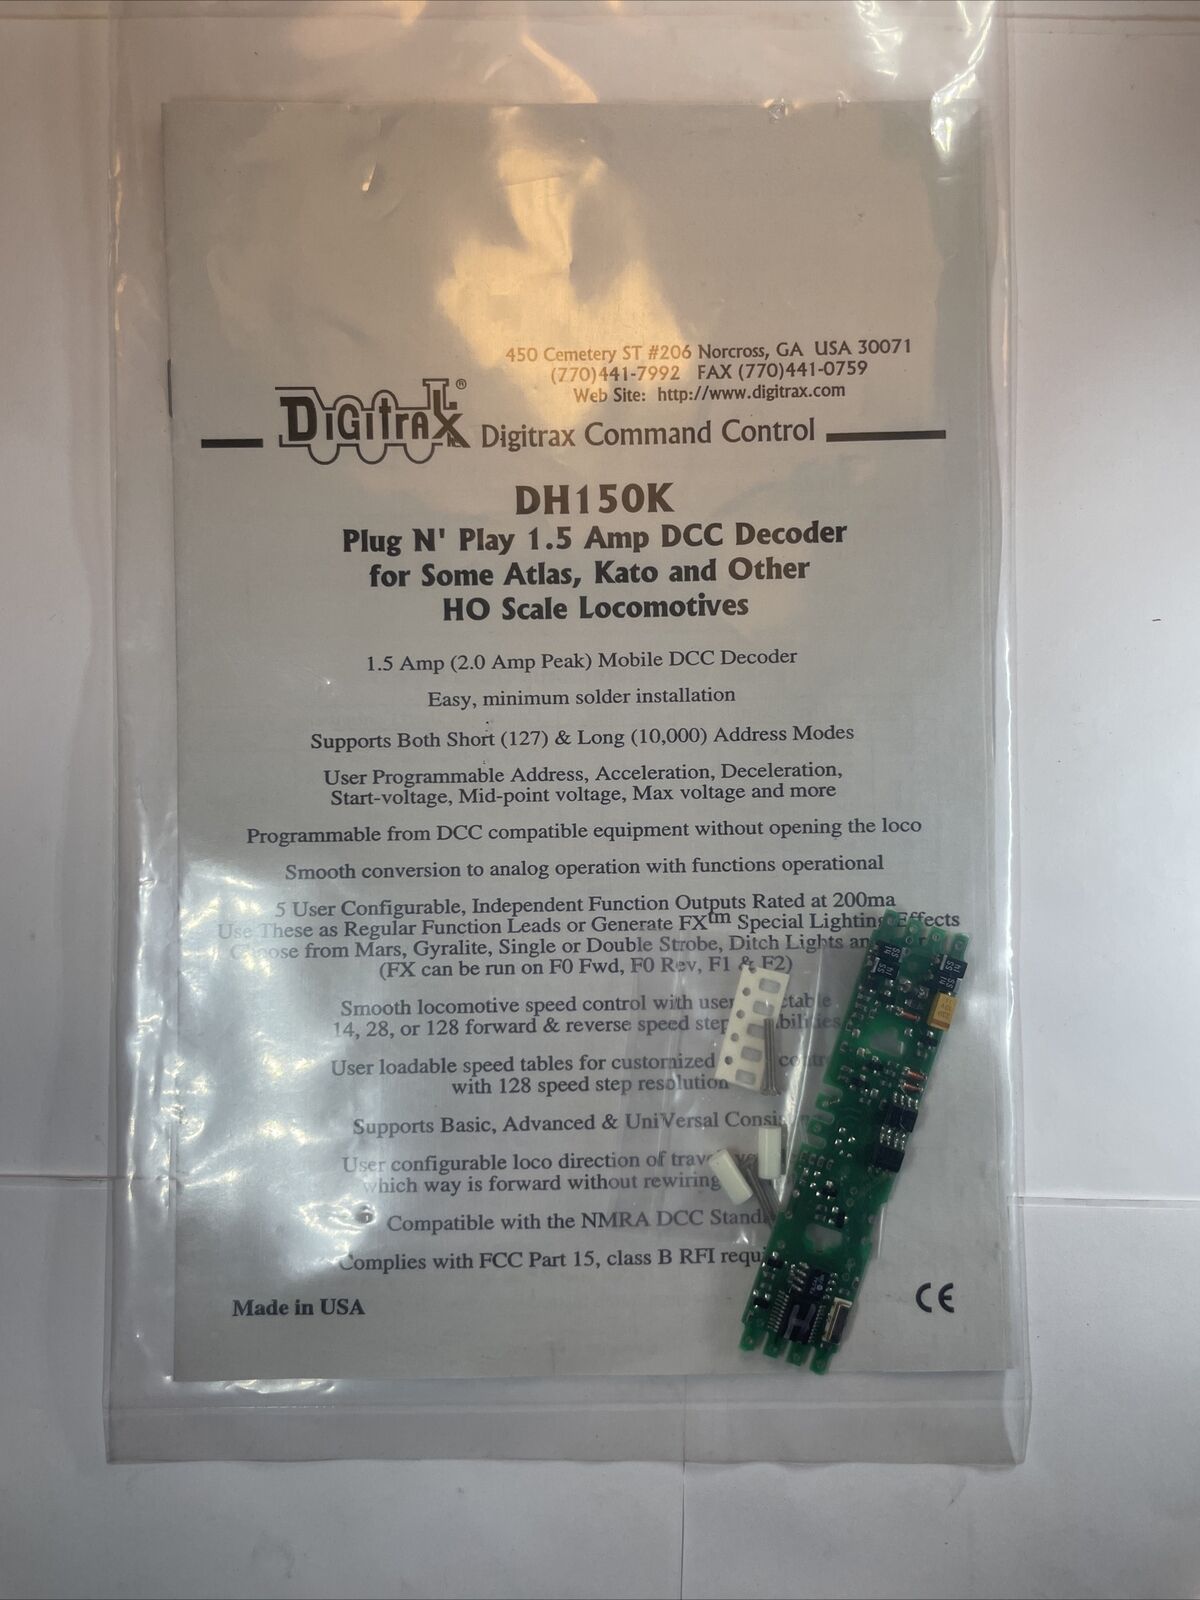 450 Cemetery ST #206 Norcross, GA USA 30071
(770)441-7992 FAX (770)441-0759
Web Site: http://www.digitrax.com
DIGITRAX® Digitrax Command Control
DH150K
Plug N' Play 1.5 Amp DCC Decoder
for Some Atlas, Kato and Other
HO Scale Locomotives
1.5 Amp (2.0 Amp Peak) Mobile DCC Decoder
Easy, minimum solder installation
Supports Both Short (127) & Long (10,000) Address Modes
User Programmable Address, Acceleration, Deceleration,
Start-voltage, Mid-point voltage, Max voltage and more
Programmable from DCC compatible equipment without opening the loco
Smooth conversion to analog operation with functions operational
5 User Configurable, Independent Function Outputs Rated at 200ma
Use These as Regular Function Leads or Generate FX™ Special Lighting Effects
Choose from Mars, Gyralite, Single or Double Strobe, Ditch Lights
(FX can be run on F0 Fwd, F0 Rev, F1 & F2)
Smooth locomotive speed control with user
14, 28, or 128 forward & reverse speed step
User loadable speed tables for customized
with 128 speed step resolution
Supports Basic, Advanced & UniVersal
User configurable loco direction of
which way is forward without rewiring
Compatible with the NMRA DCC
Complies with FCC Part 15, class B RFI
Made in USA
CE